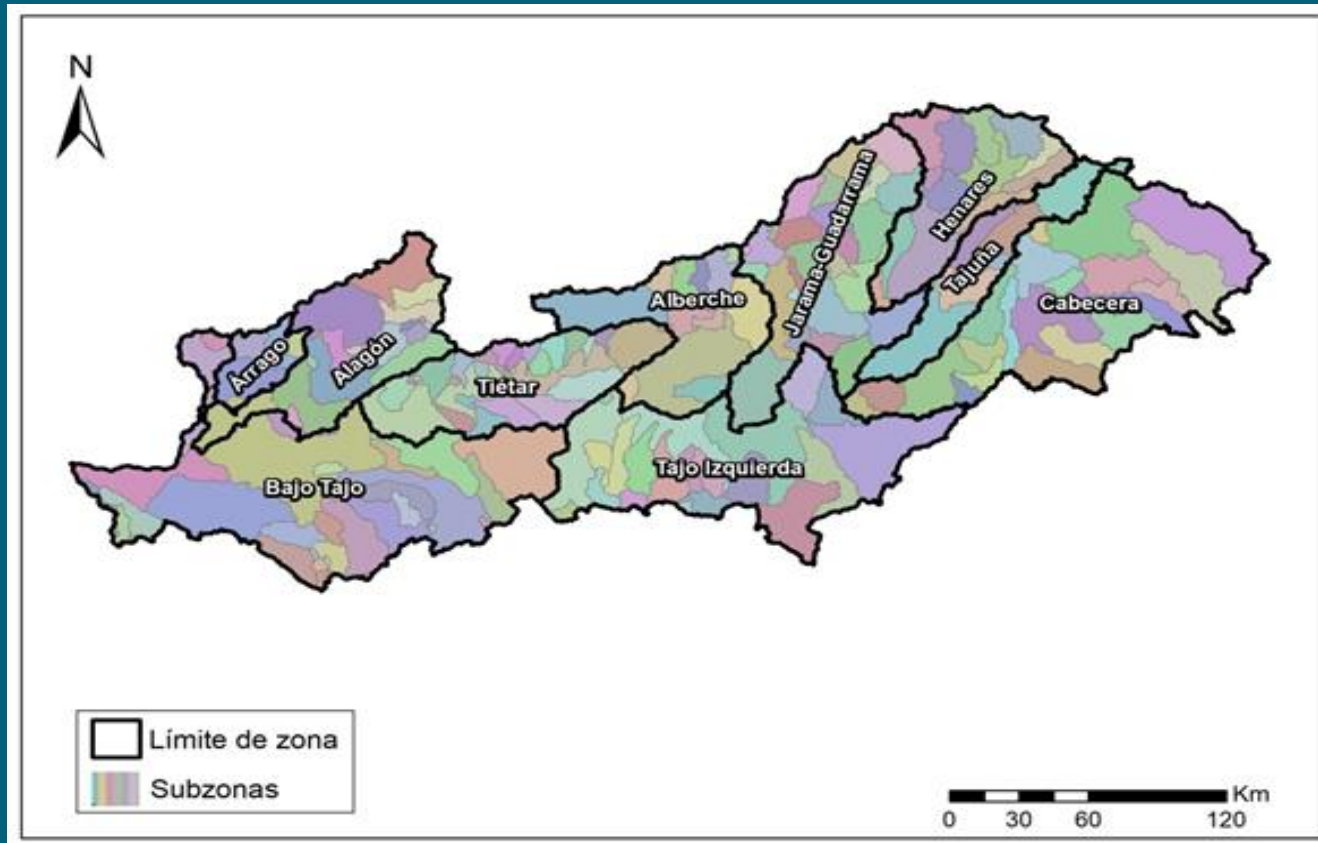 N
Jarama-Guadarrama
Henares
Tajuña
Alberche
Cabecera
Árrago
Alagón
Tiétar
Tajo Izquierda
Bajo Tajo
Límite de zona
Subzonas
Km
0 30 60 120